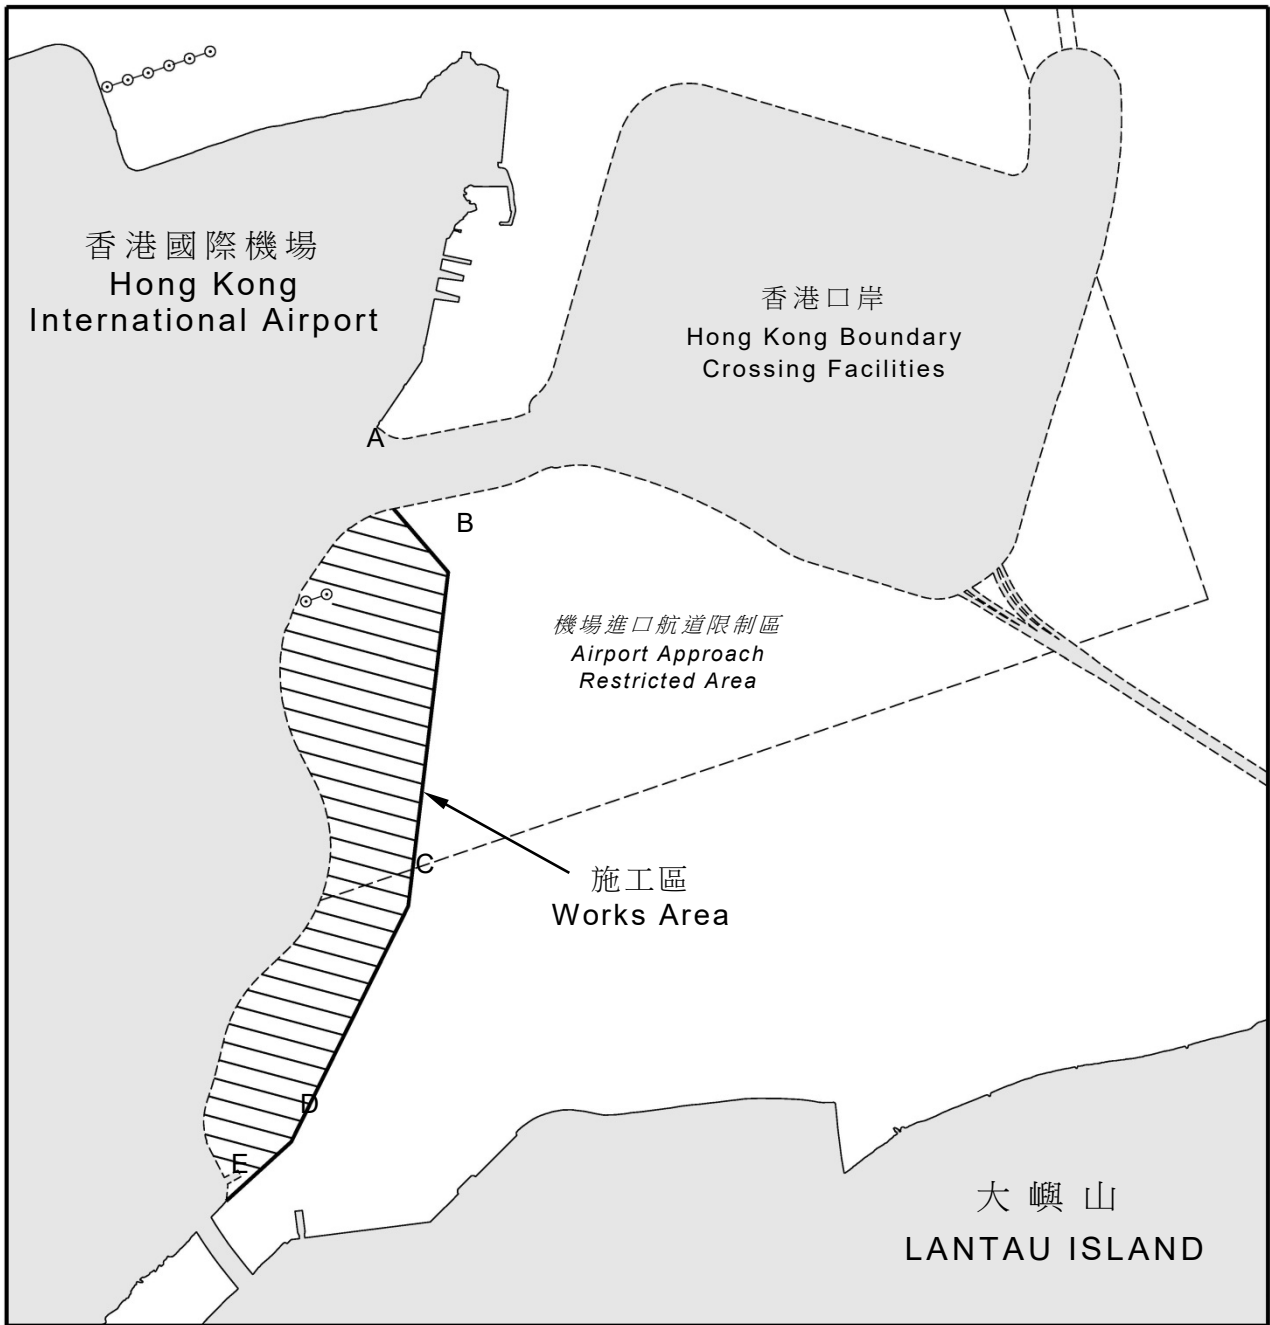 香港國際機場
Hong Kong
International Airport
香港口岸
Hong Kong Boundary
Crossing Facilities
A
B
機場進口航道限制區
Airport Approach
Restricted Area
C
施工區
Works Area
D
E
大嶼山
LANTAU ISLAND